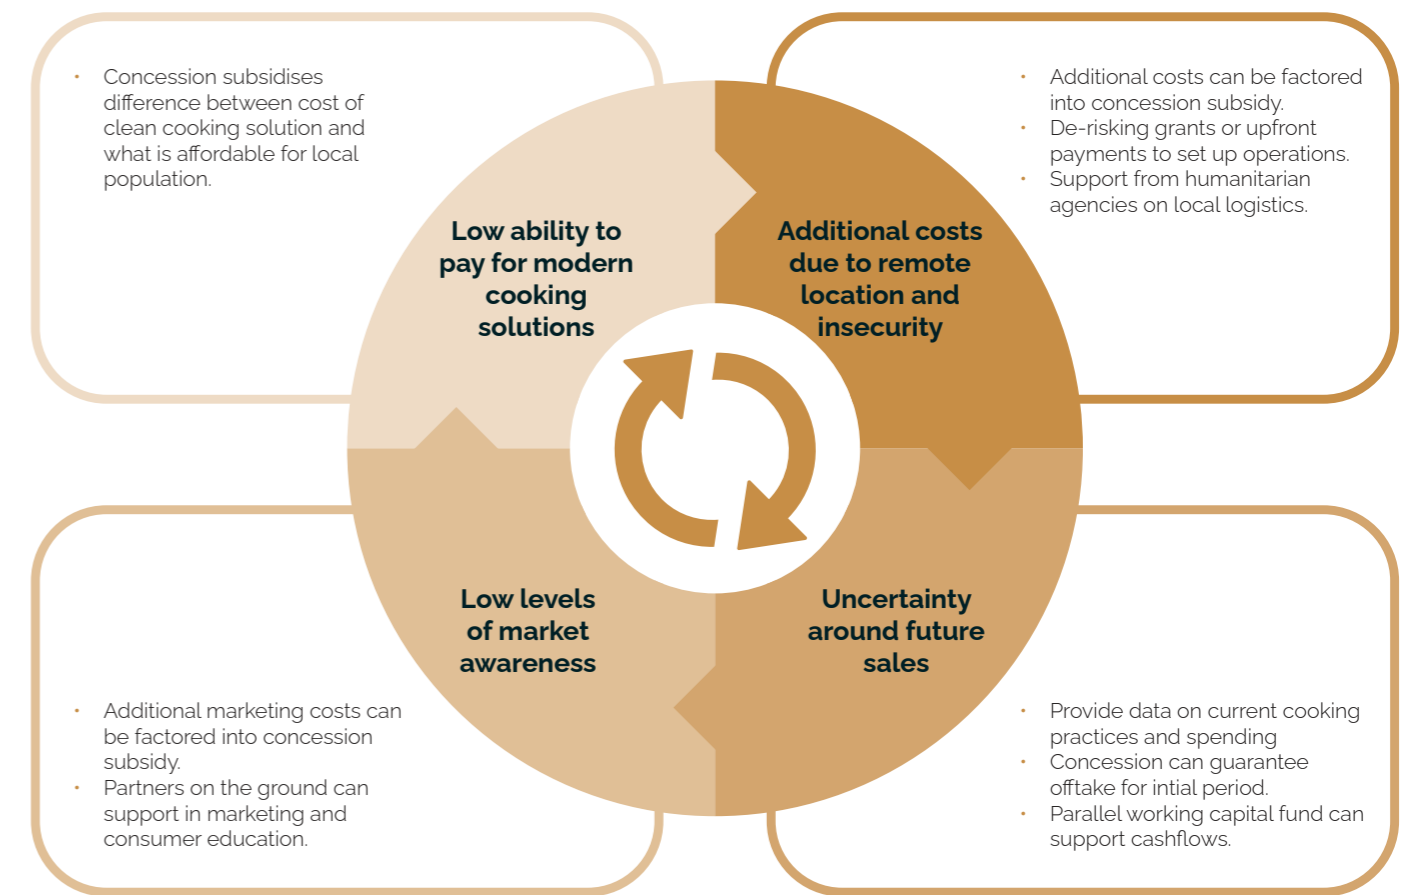 • Concession subsidises
difference between cost of
clean cooking solution and
what is affordable for local
population.
• Additional costs can be factored
into concession subsidy.
• De-risking grants or upfront
payments to set up operations.
• Support from humanitarian
agencies on local logistics.
Low ability to
pay for modern
cooking
solutions
Additional costs
due to remote
location and
insecurity
Low levels
of market
awareness
Uncertainty
around future
sales
• Additional marketing costs can
be factored into concession
subsidy.
• Partners on the ground can
support in marketing and
consumer education.
• Provide data on current cooking
practices and spending
• Concession can guarantee
offtake for intial period.
• Parallel working capital fund can
support cashflows.